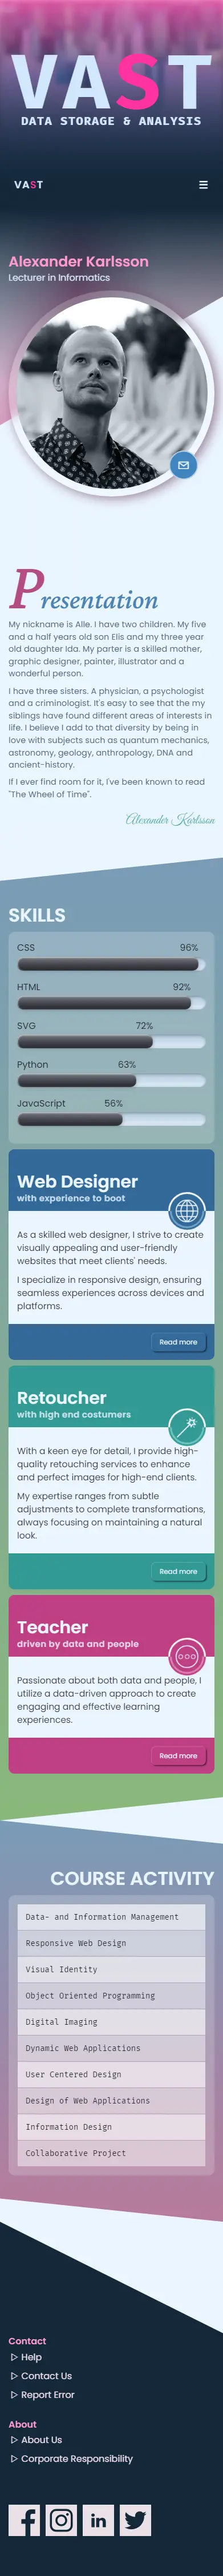 VAST
DATA STORAGE & ANALYSIS
VAST
Alexander Karlsson
Lecturer in Informatics
Presentation
My nickname is Alle. I have two children. My five
and a half years old son Elis and my three year
old daughter Ida. My parter is a skilled mother,
graphic designer, painter, illustrator and a
wonderful person.
I have three sisters. A physician, a psychologist
and a criminologist. It's easy to see that the my
siblings have found different areas of interests in
life. I believe I add to that diversity by being in
love with subjects such as quantum mechanics,
astronomy, geology, anthropology, DNA and
ancient-history.
If I ever find room for it, I've been known to read
"The Wheel of Time".
Alexander Karlsson
SKILLS
CSS 96%
HTML 92%
SVG 72%
Python 63%
JavaScript 56%
Web Designer
with experience to boot
As a skilled web designer, I strive to create
visually appealing and user-friendly
websites that meet clients' needs.
I specialize in responsive design, ensuring
seamless experiences across devices and
platforms.
Read more
Retoucher
with high end costumers
With a keen eye for detail, I provide high-
quality retouching services to enhance
and perfect images for high-end clients.
My expertise ranges from subtle
adjustments to complete transformations,
always focusing on maintaining a natural
look.
Read more
Teacher
driven by data and people
Passionate about both data and people, I
utilize a data-driven approach to create
engaging and effective learning
experiences.
Read more
COURSE ACTIVITY
Data- and Information Management
Responsive Web Design
Visual Identity
Object Oriented Programming
Digital Imaging
Dynamic Web Applications
User Centered Design
Design of Web Applications
Information Design
Collaborative Project
Contact
Help
Contact Us
Report Error
About
About Us
Corporate Responsibility